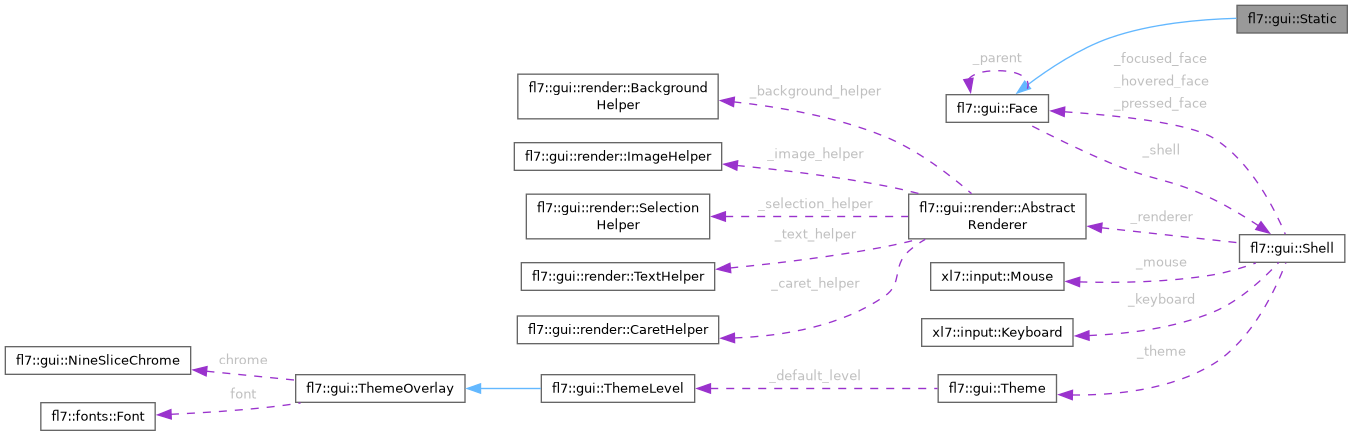 fl7::gui::Static
_parent
_focused_face
_hovered_face
_pressed_face
fl7::gui::render::Background
Helper
_background_helper
fl7::gui::Face
fl7::gui::render::ImageHelper
_image_helper
_shell
fl7::gui::render::Selection
Helper
_selection_helper
fl7::gui::render::Abstract
Renderer
_renderer
_text_helper
fl7::gui::Shell
fl7::gui::render::TextHelper
_caret_helper
xl7::input::Mouse
_mouse
_keyboard
fl7::gui::render::CaretHelper
xl7::input::Keyboard
_theme
fl7::gui::NineSliceChrome
chrome
font
fl7::gui::ThemeOverlay
fl7::gui::ThemeLevel
_default_level
fl7::gui::Theme
fl7::fonts::Font